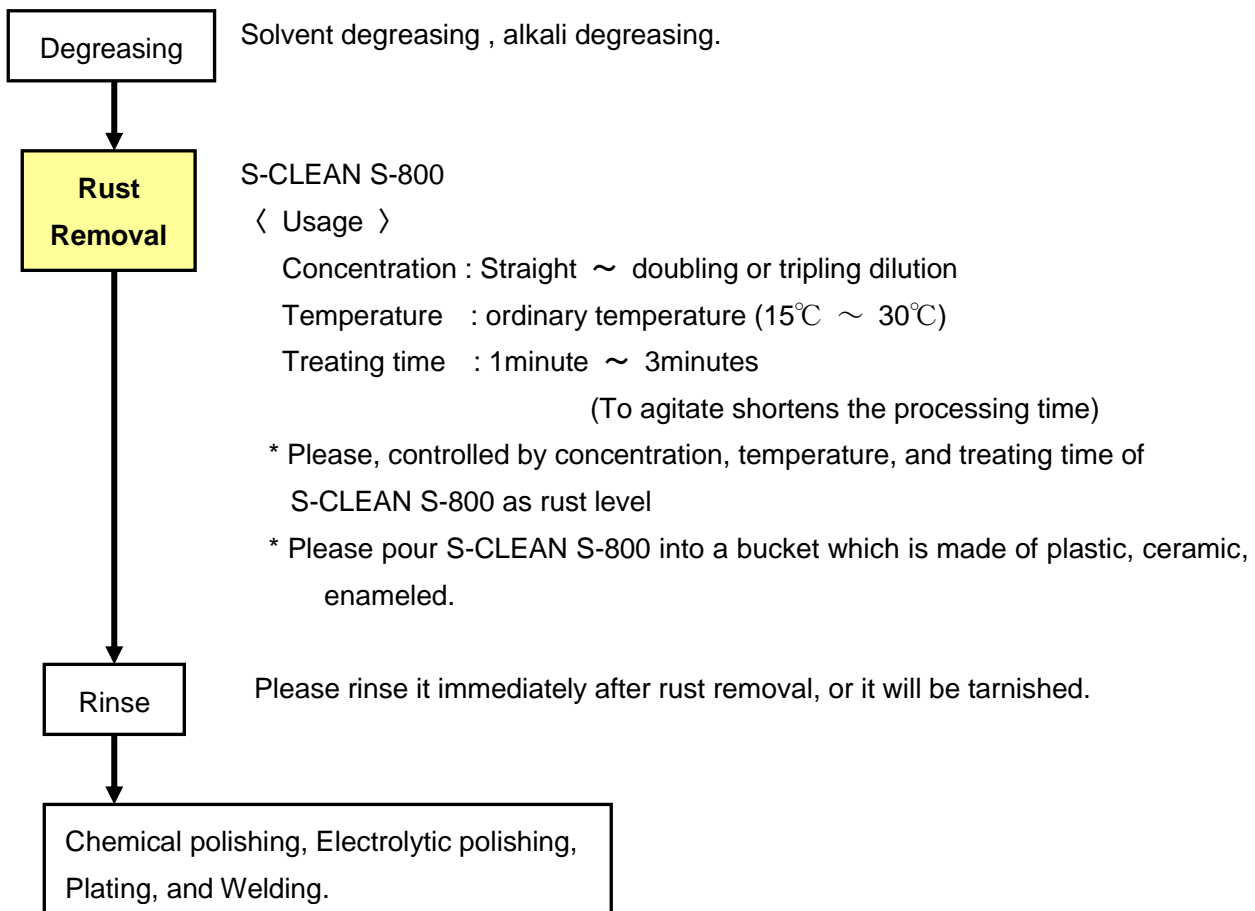 Degreasing
Solvent degreasing , alkali degreasing.
Rust
Removal
S-CLEAN S-800
〈 Usage 〉
Concentration : Straight ～ doubling or tripling dilution
Temperature : ordinary temperature (15℃ ～ 30℃)
Treating time : 1minute ～ 3minutes
(To agitate shortens the processing time)
* Please, controlled by concentration, temperature, and treating time of
S-CLEAN S-800 as rust level
* Please pour S-CLEAN S-800 into a bucket which is made of plastic, ceramic,
enameled.
Rinse
Please rinse it immediately after rust removal, or it will be tarnished.
Chemical polishing, Electrolytic polishing,
Plating, and Welding.